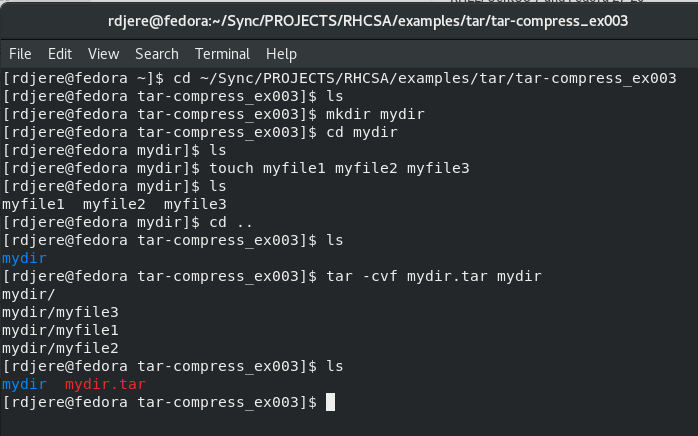 rdjere@fedora:~/Sync/PROJECTS/RHCSA/examples/tar/tar-compress_ex003
File Edit View Search Terminal Help
[rdjere@fedora ~]$ cd ~/Sync/PROJECTS/RHCSA/examples/tar/tar-compress_ex003
[rdjere@fedora tar-compress_ex003]$ ls
[rdjere@fedora tar-compress_ex003]$ mkdir mydir
[rdjere@fedora tar-compress_ex003]$ cd mydir
[rdjere@fedora mydir]$ ls
[rdjere@fedora mydir]$ touch myfile1 myfile2 myfile3
[rdjere@fedora mydir]$ ls
myfile1  myfile2  myfile3
[rdjere@fedora mydir]$ cd ..
[rdjere@fedora tar-compress_ex003]$ ls
mydir
[rdjere@fedora tar-compress_ex003]$ tar -cvf mydir.tar mydir
mydir/
mydir/myfile3
mydir/myfile1
mydir/myfile2
[rdjere@fedora tar-compress_ex003]$ ls
mydir  mydir.tar
[rdjere@fedora tar-compress_ex003]$